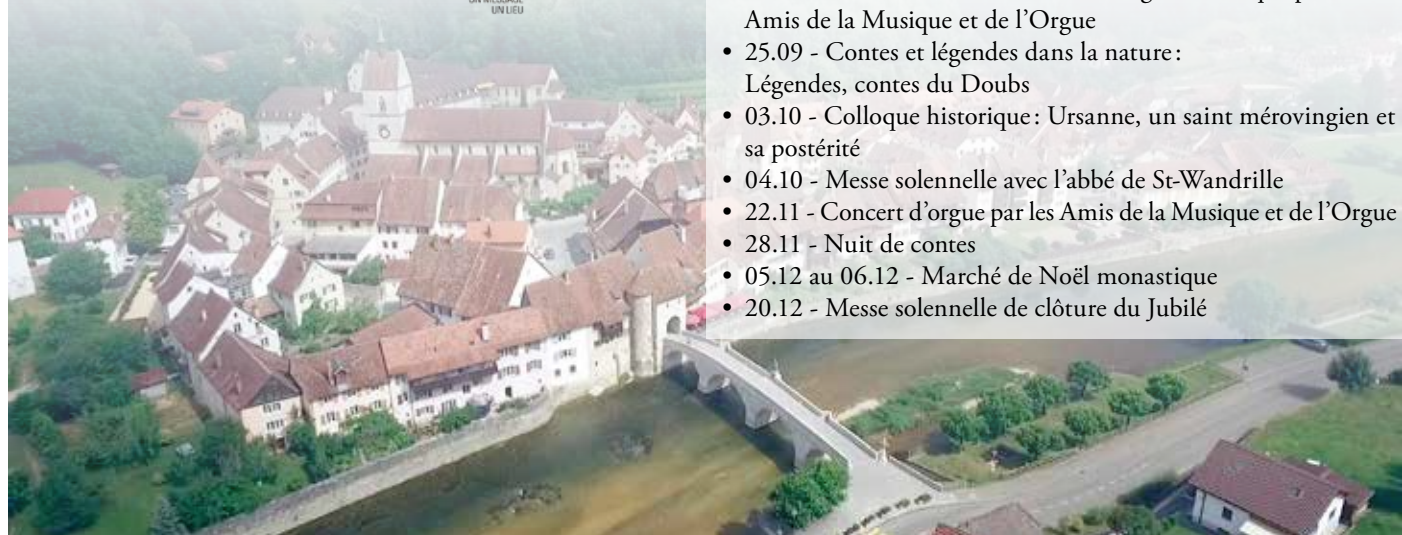 UN LIEU
Amis de la Musique et de l’Orgue
• 25.09 - Contes et légendes dans la nature :
Légendes, contes du Doubs
• 03.10 - Colloque historique : Ursanne, un saint mérovingien et
sa postérité
• 04.10 - Messe solennelle avec l’abbé de St-Wandrille
• 22.11 - Concert d’orgue par les Amis de la Musique et de l’Orgue
• 28.11 - Nuit de contes
• 05.12 au 06.12 - Marché de Noël monastique
• 20.12 - Messe solennelle de clôture du Jubilé